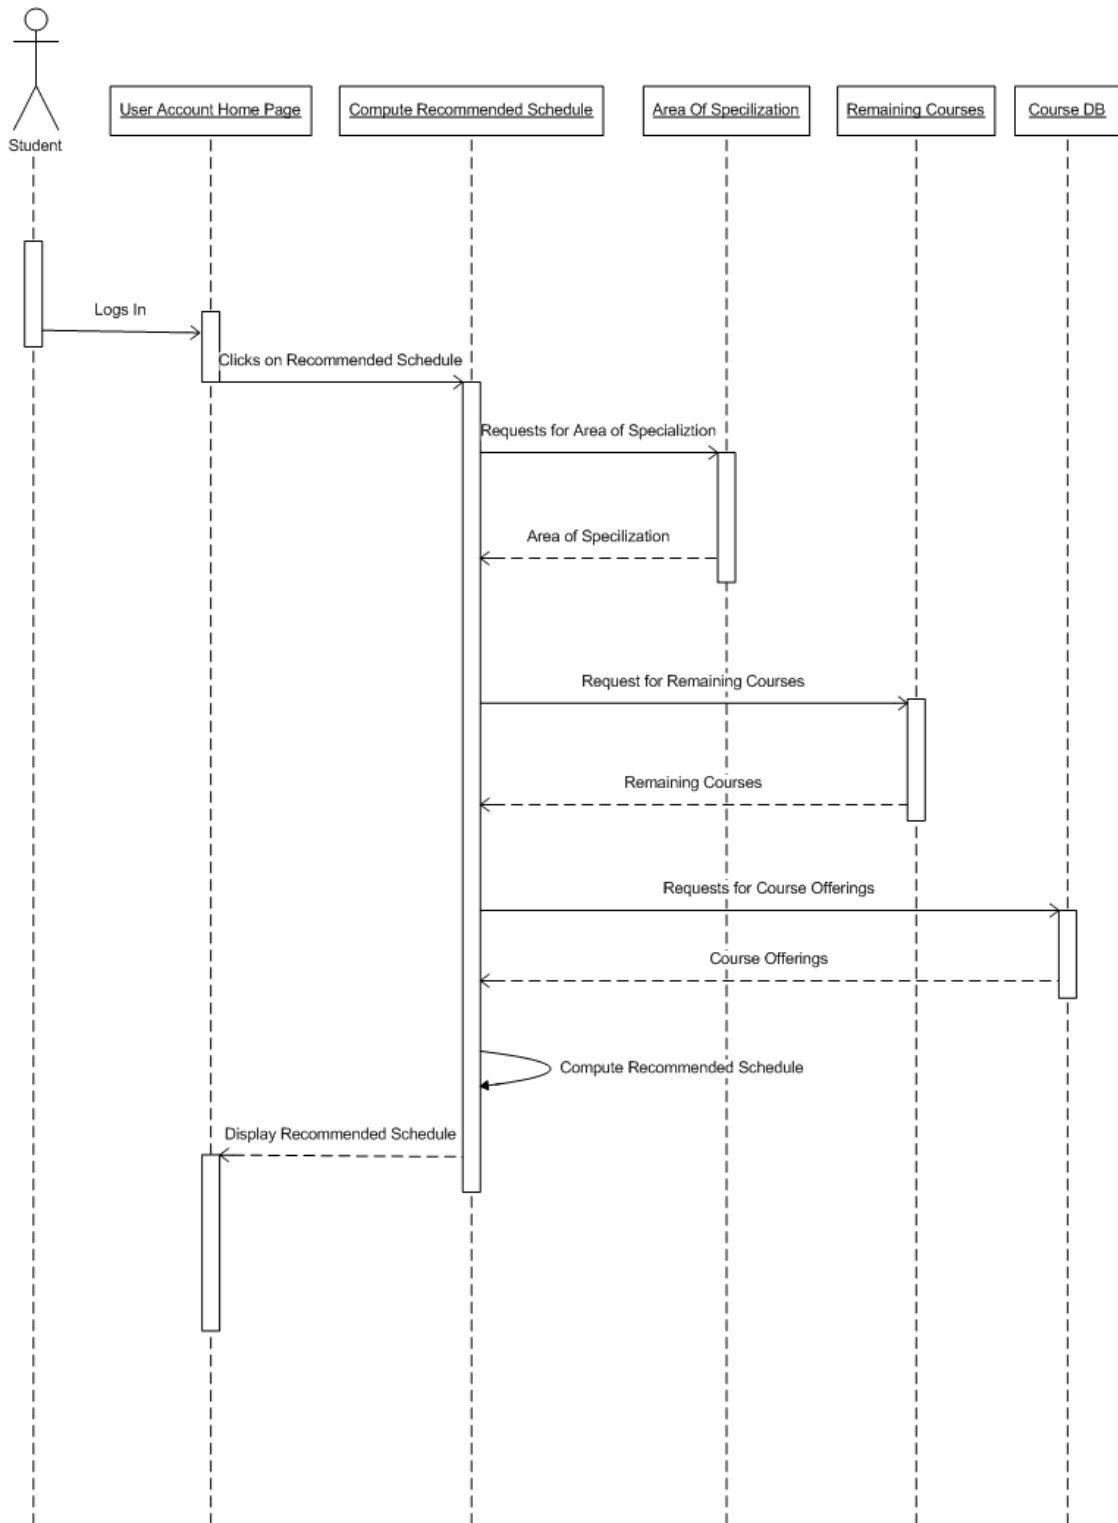 Student
User Account Home Page
Compute Recommended Schedule
Area Of Specilization
Remaining Courses
Course DB
Logs In
Clicks on Recommended Schedule
Requests for Area of Specializtion
Area of Specilization
Request for Remaining Courses
Remaining Courses
Requests for Course Offerings
Course Offerings
Compute Recommended Schedule
Display Recommended Schedule